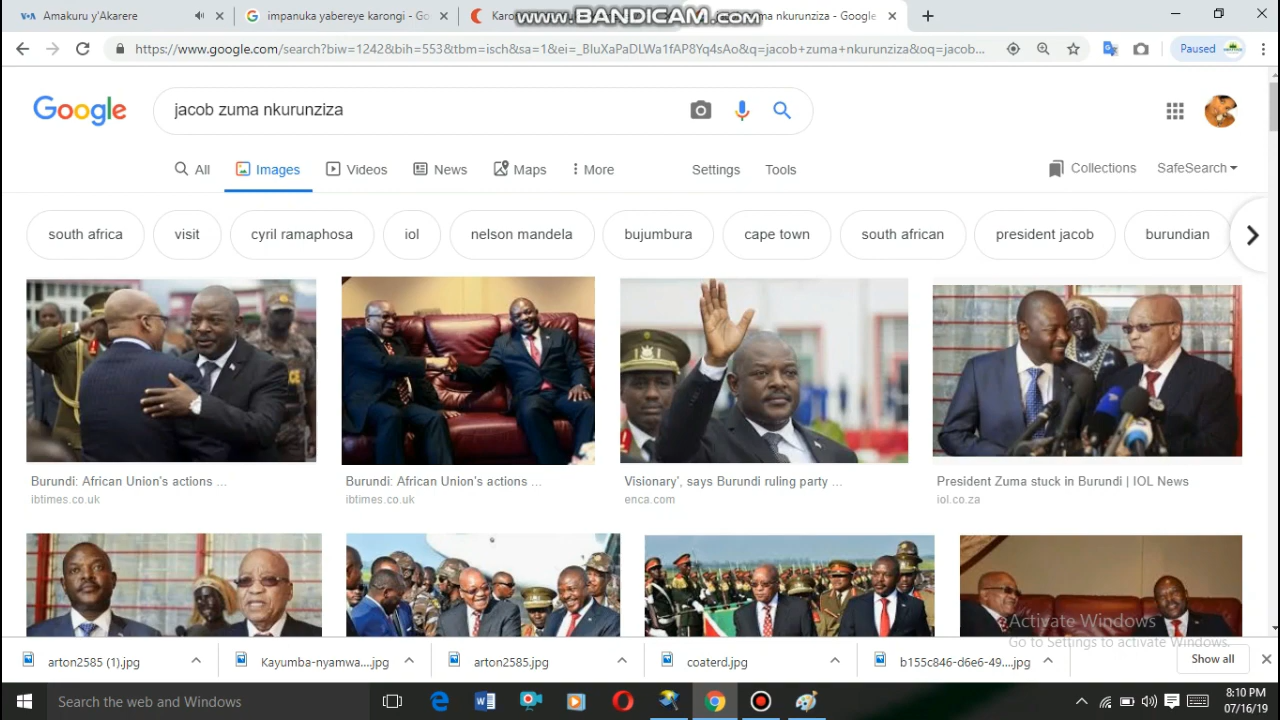 Amakuru y'Akarere
impanuka yabereye karongi - Go
Karo
www.BANDICAM.com
uma nkurunziza - Google
https://www.google.com/search?biw=1242&bih=553&tbm=isch&sa=1&ei=_BluXaPaDLWa1fAP8Yq4sAo&q=jacob+zuma+nkurunziza&oq=jacob...
Paused
Google
jacob zuma nkurunziza
All
Images
Videos
News
Maps
More
Settings
Tools
Collections
SafeSearch
south africa
visit
cyril ramaphosa
iol
nelson mandela
bujumbura
cape town
south african
president jacob
burundian
Burundi: African Union's actions ...
ibtimes.co.uk
Burundi: African Union's actions ...
ibtimes.co.uk
Visionary', says Burundi ruling party ...
enca.com
President Zuma stuck in Burundi | IOL News
iol.co.za
Activate Windows
Go to Settings to activate Windows.
arton2585 (1).jpg
Kayumba-nyamwa....jpg
arton2585.jpg
coaterd.jpg
b155c846-d6e6-49....jpg
Show all
Search the web and Windows
8:10 PM
07/16/19